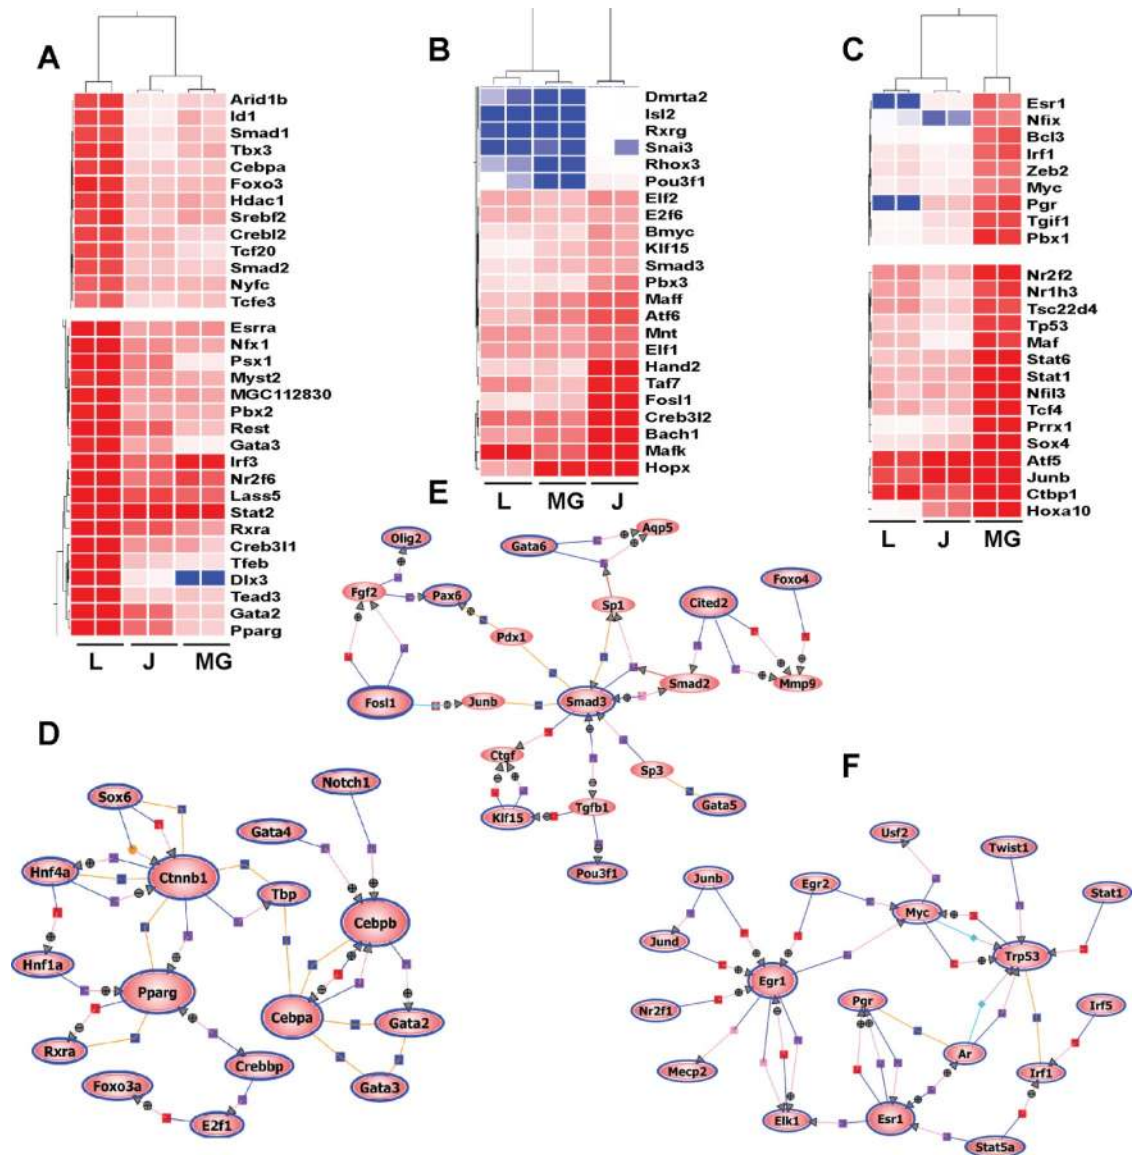 A
Arid1b
Id1
Smad1
Tbx3
Cebpa
Foxo3
Hdac1
Srebf2
Crebl2
Tcf20
Smad2
Nyfc
Tcfe3
Esrra
Nfx1
Psx1
Myst2
MGC112830
Pbx2
Rest
Gata3
Irf3
Nr2f6
Lass5
Stat2
Rxra
Creb3l1
Tfeb
Dlx3
Tead3
Gata2
Pparg
L J MG
B
Dmrta2
Isl2
Rxrg
Snai3
Rhox3
Pou3f1
Elf2
E2f6
Bmyc
Klf15
Smad3
Pbx3
Maff
Atf6
Mnt
Elf1
Hand2
Taf7
Fosl1
Creb3l2
Bach1
Mafk
Hopx
L MG J
C
Esr1
Nfix
Bcl3
Irf1
Zeb2
Myc
Pgr
Tgif1
Pbx1
Nr2f2
Nr1h3
Tsc22d4
Tp53
Maf
Stat6
Stat1
Nfil3
Tcf4
Prrx1
Sox4
Atf5
Junb
Ctbp1
Hoxa10
L J MG
D
Notch1
Sox6
Gata4
Hnf4a
Ctnnb1
Tbp
Cebpb
Hnf1a
Pparg
Cebpa
Gata2
Rxra
Crebbp
Foxo3a
Gata3
E2f1
E
Olig2
Gata6
Aqp5
Fgf2
Pax6
Sp1
Cited2
Foxo4
Pdx1
Fosl1
Junb
Smad3
Smad2
Mmp9
Ctgf
Sp3
Klf15
Tgfb1
Gata5
Pou3f1
F
Usf2
Twist1
Junb
Egr2
Myc
Stat1
Jund
Trp53
Egr1
Nr2f1
Pgr
Irf5
Mecp2
Ar
Irf1
Elk1
Esr1
Stat5a